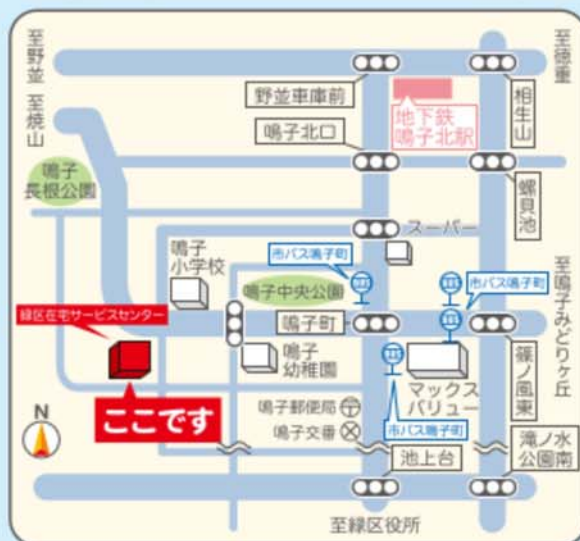 至野並
至徳重
至焼山
野並車庫前
地下鉄
鳴子北駅
相生山
鳴子北口
鳴子
長根公園
螺貝池
スーパー
鳴子
小学校
市バス鳴子町
市バス鳴子町
鳴子中央公園
至鳴子みどりヶ丘
緑区在宅サービスセンター
鳴子町
鳴子
幼稚園
マックス
バリュー
篠ノ風東
ここです
鳴子郵便局
市バス鳴子町
鳴子交番
N
池上台
滝ノ水
公園南
至緑区役所